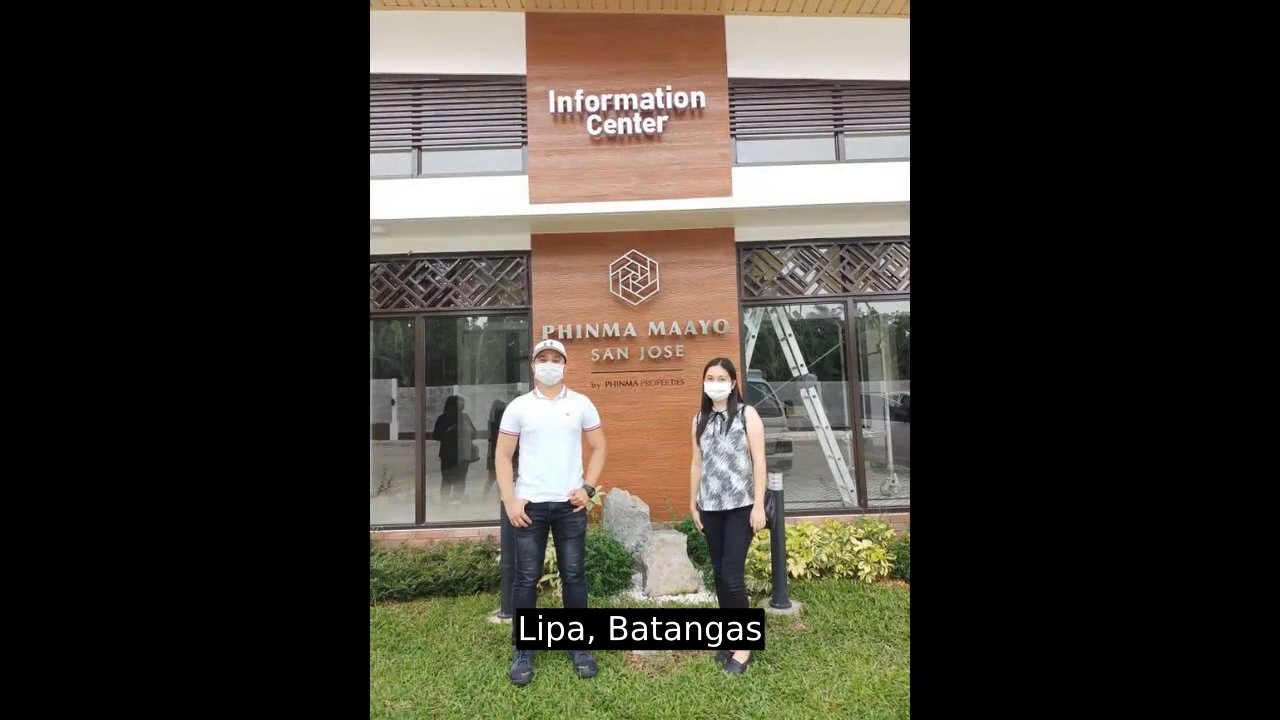 Information
Center
PHINMA MAAYO
SAN JOSE
by PHINMA PROPERTIES
Lipa, Batangas